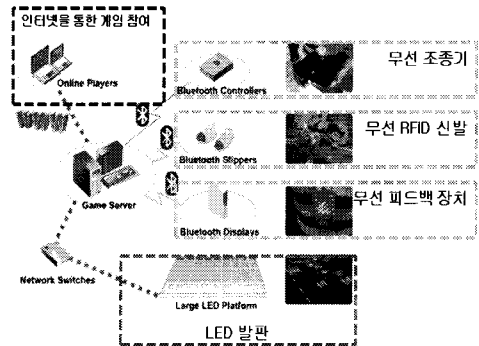 인터넷을 통한 게임 참여
Online Players
Bluetooth Controllers
무선 조종기
Bluetooth Slippers
무선 RFID 신발
Game Server
Bluetooth Displays
무선 피드백 장치
Network Switches
Large LED Platform
LED 발판